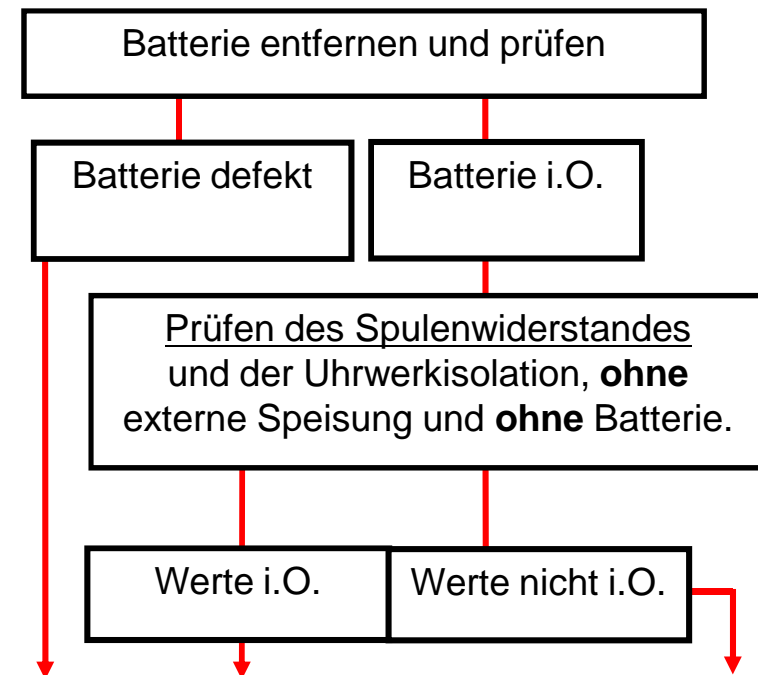 Batterie entfernen und prüfen
Batterie defekt
Batterie i.O.
Prüfen des Spulenwiderstandes
und der Uhrwerkisolation, ohne
externe Speisung und ohne Batterie.
Werte i.O.
Werte nicht i.O.